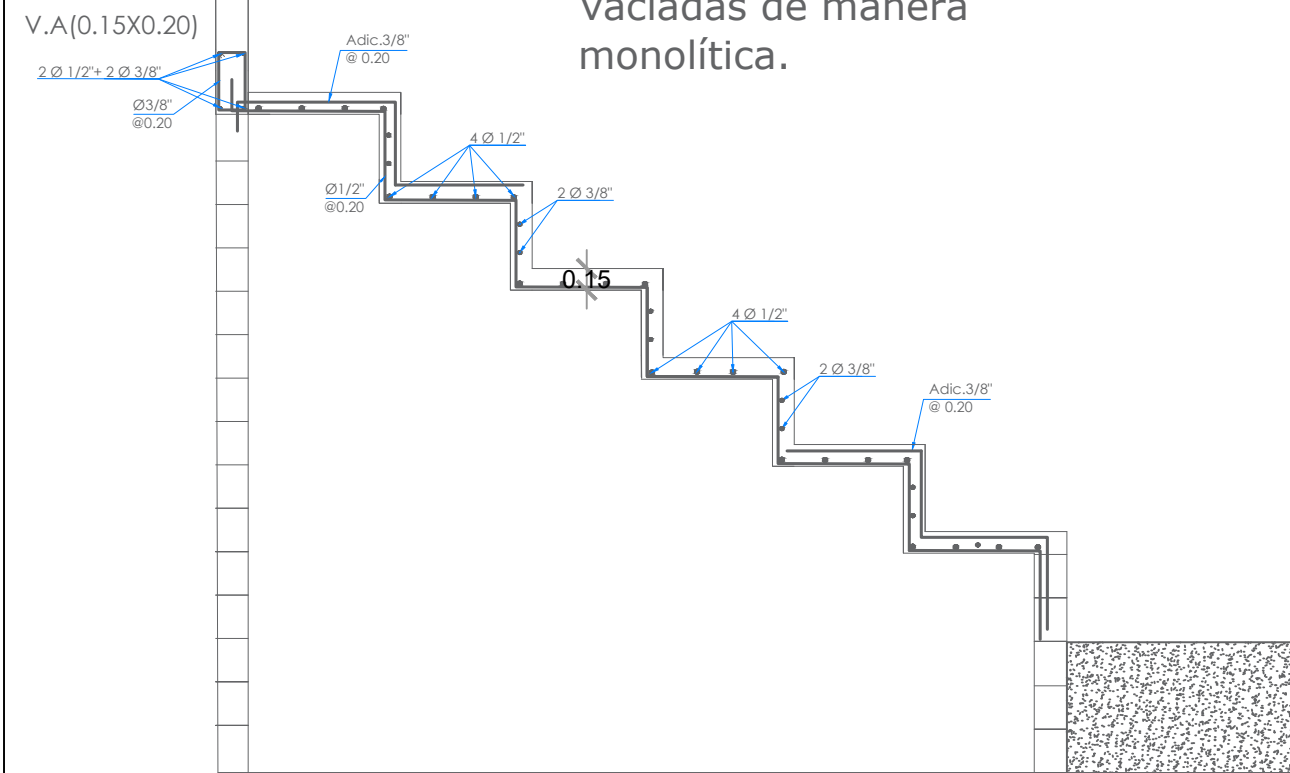 vaciadas de manera
monolítica.
V.A(0.15X0.20)
2 Ø 1/2"+ 2 Ø 3/8"
Ø3/8"
@0.20
Adic.3/8"
@ 0.20
4 Ø 1/2"
Ø1/2"
@0.20
2 Ø 3/8"
0.15
4 Ø 1/2"
2 Ø 3/8"
Adic.3/8"
@ 0.20